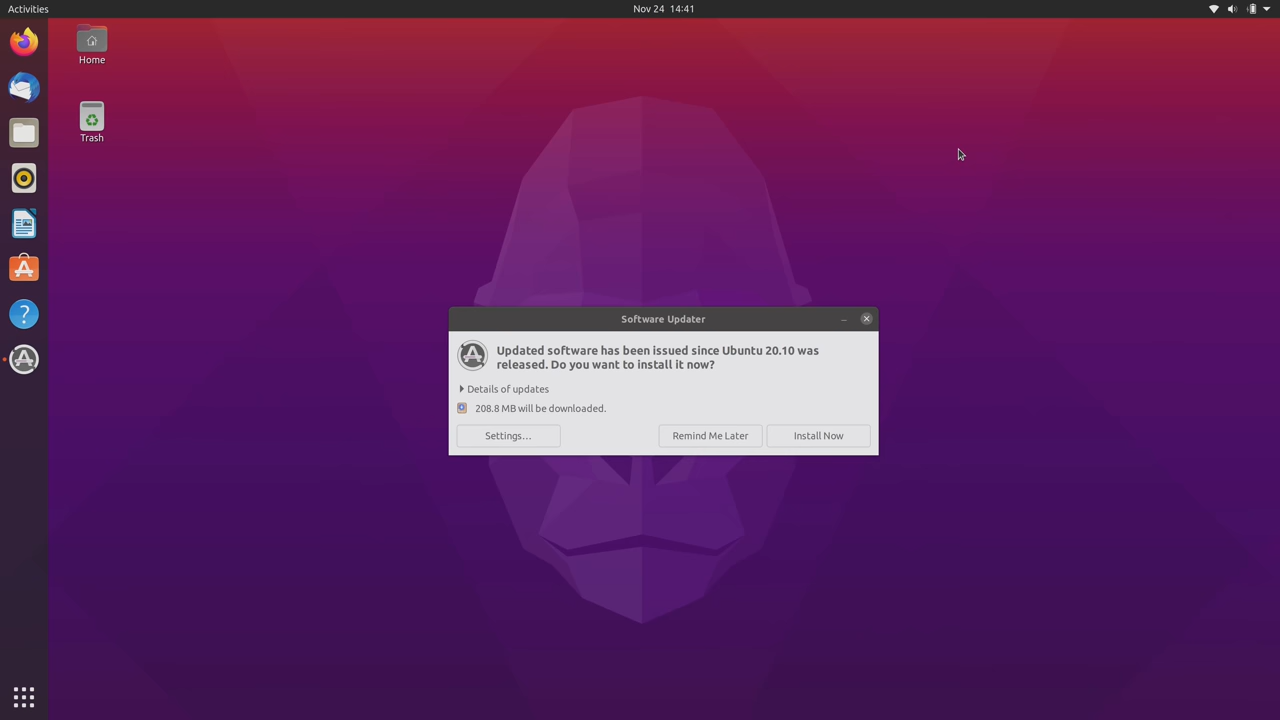 Activities
Nov 24 14:41
Home
Trash
Software Updater
Updated software has been issued since Ubuntu 20.10 was
released. Do you want to install it now?
Details of updates
208.8 MB will be downloaded.
Settings…
Remind Me Later
Install Now